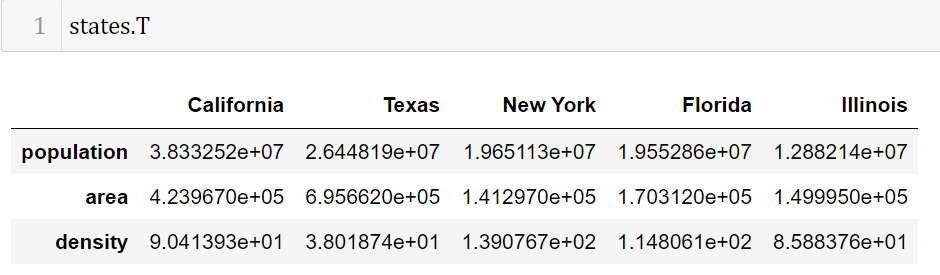 1 states.T
California Texas New York Florida Illinois
population 3.833252e+07 2.644819e+07 1.965113e+07 1.955286e+07 1.288214e+07
area 4.239670e+05 6.956620e+05 1.412970e+05 1.703120e+05 1.499950e+05
density 9.041393e+01 3.801874e+01 1.390767e+02 1.148061e+02 8.588376e+01